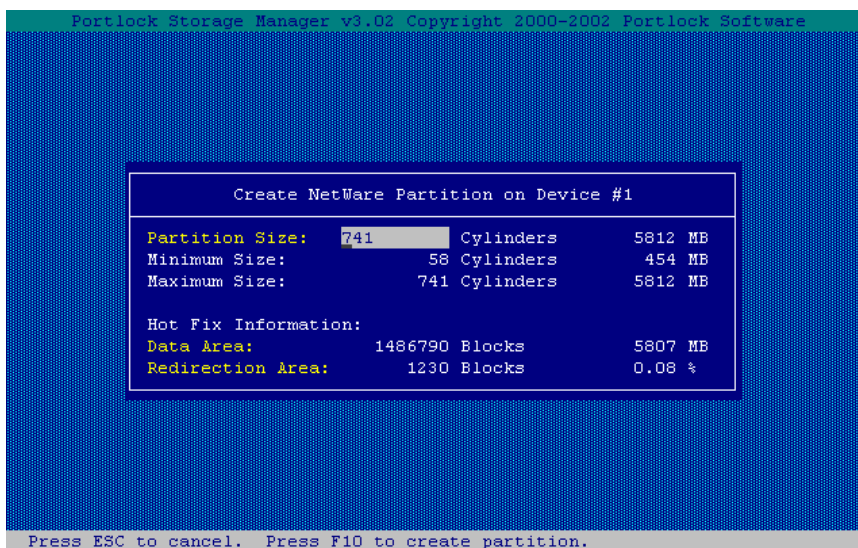 Portlock Storage Manager v3.02 Copyright 2000-2002 Portlock Software
Create NetWare Partition on Device #1
Partition Size: 741 Cylinders 5812 MB
Minimum Size: 58 Cylinders 454 MB
Maximum Size: 741 Cylinders 5812 MB
Hot Fix Information:
Data Area: 1486790 Blocks 5807 MB
Redirection Area: 1230 Blocks 0.08 %
Press ESC to cancel. Press F10 to create partition.